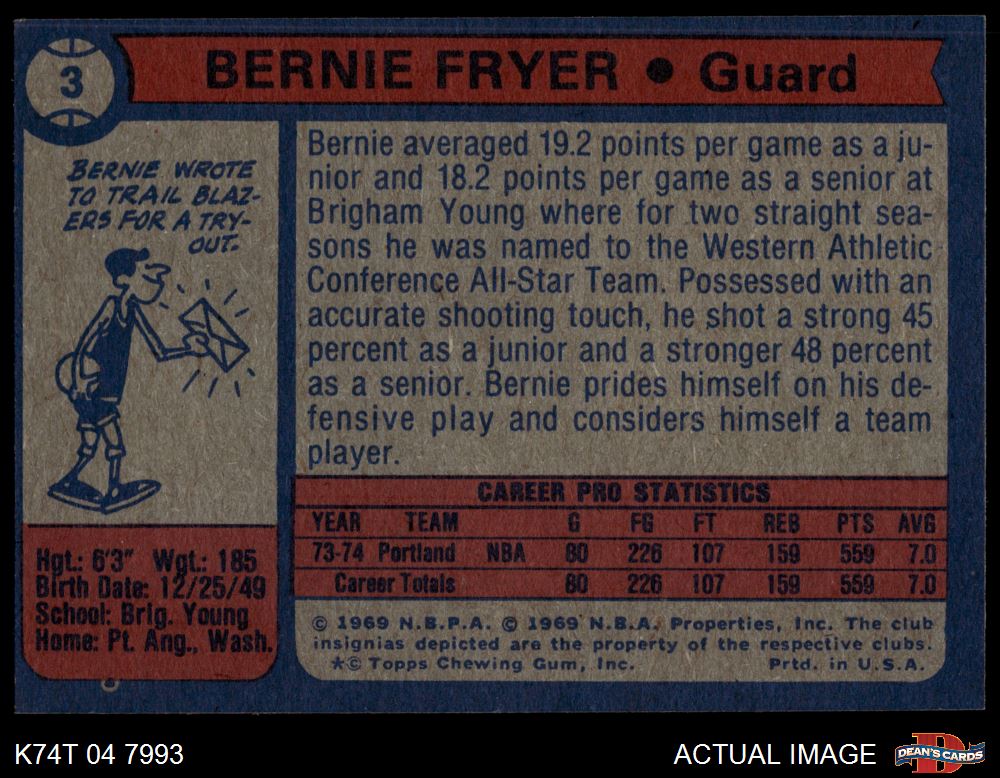 3
BERNIE FRYER ● Guard
BERNIE WROTE
TO TRAIL BLAZ-
ERS FOR A TRY-
OUT.
Hgt.: 6'3" Wgt.: 185
Birth Date: 12/25/49
School: Brig. Young
Home: Pt. Ang., Wash.
Bernie averaged 19.2 points per game as a ju-
nior and 18.2 points per game as a senior at
Brigham Young where for two straight sea-
sons he was named to the Western Athletic
Conference All-Star Team. Possessed with an
accurate shooting touch, he shot a strong 45
percent as a junior and a stronger 48 percent
as a senior. Bernie prides himself on his de-
fensive play and considers himself a team
player.
CAREER PRO STATISTICS
YEAR TEAM G FG FT REB PTS AVG
73-74 Portland NBA 80 226 107 159 559 7.0
Career Totals 80 226 107 159 559 7.0
© 1969 N.B.P.A. © 1969 N.B.A. Properties, Inc. The club
insignias depicted are the property of the respective clubs.
★© Topps Chewing Gum, Inc. Prtd. in U.S.A.
K74T 04 7993
ACTUAL IMAGE
D
DEAN'S CARDS